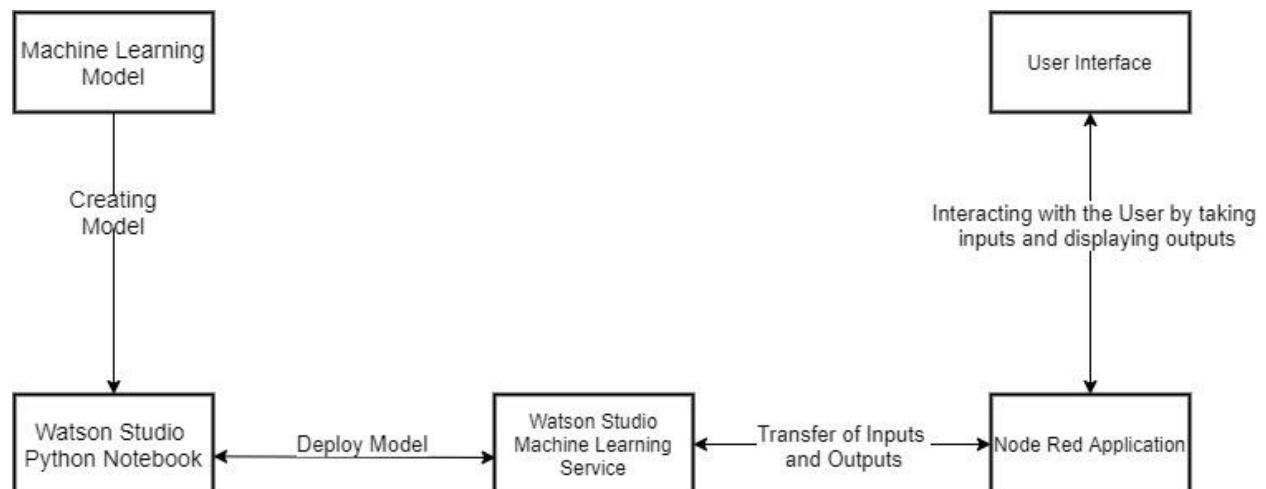 Machine Learning
Model
User Interface
Creating
Model
Interacting with the User by taking
inputs and displaying outputs
Watson Studio
Python Notebook
Deploy Model
Watson Studio
Machine Learning
Service
Transfer of Inputs
and Outputs
Node Red Application